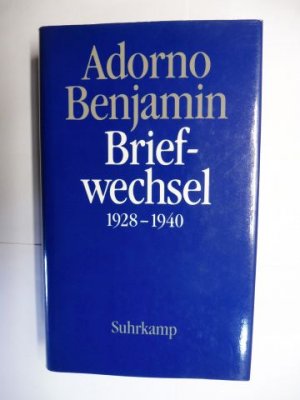 Adorno
Benjamin
Brief-
wechsel
1928–1940
Suhrkamp